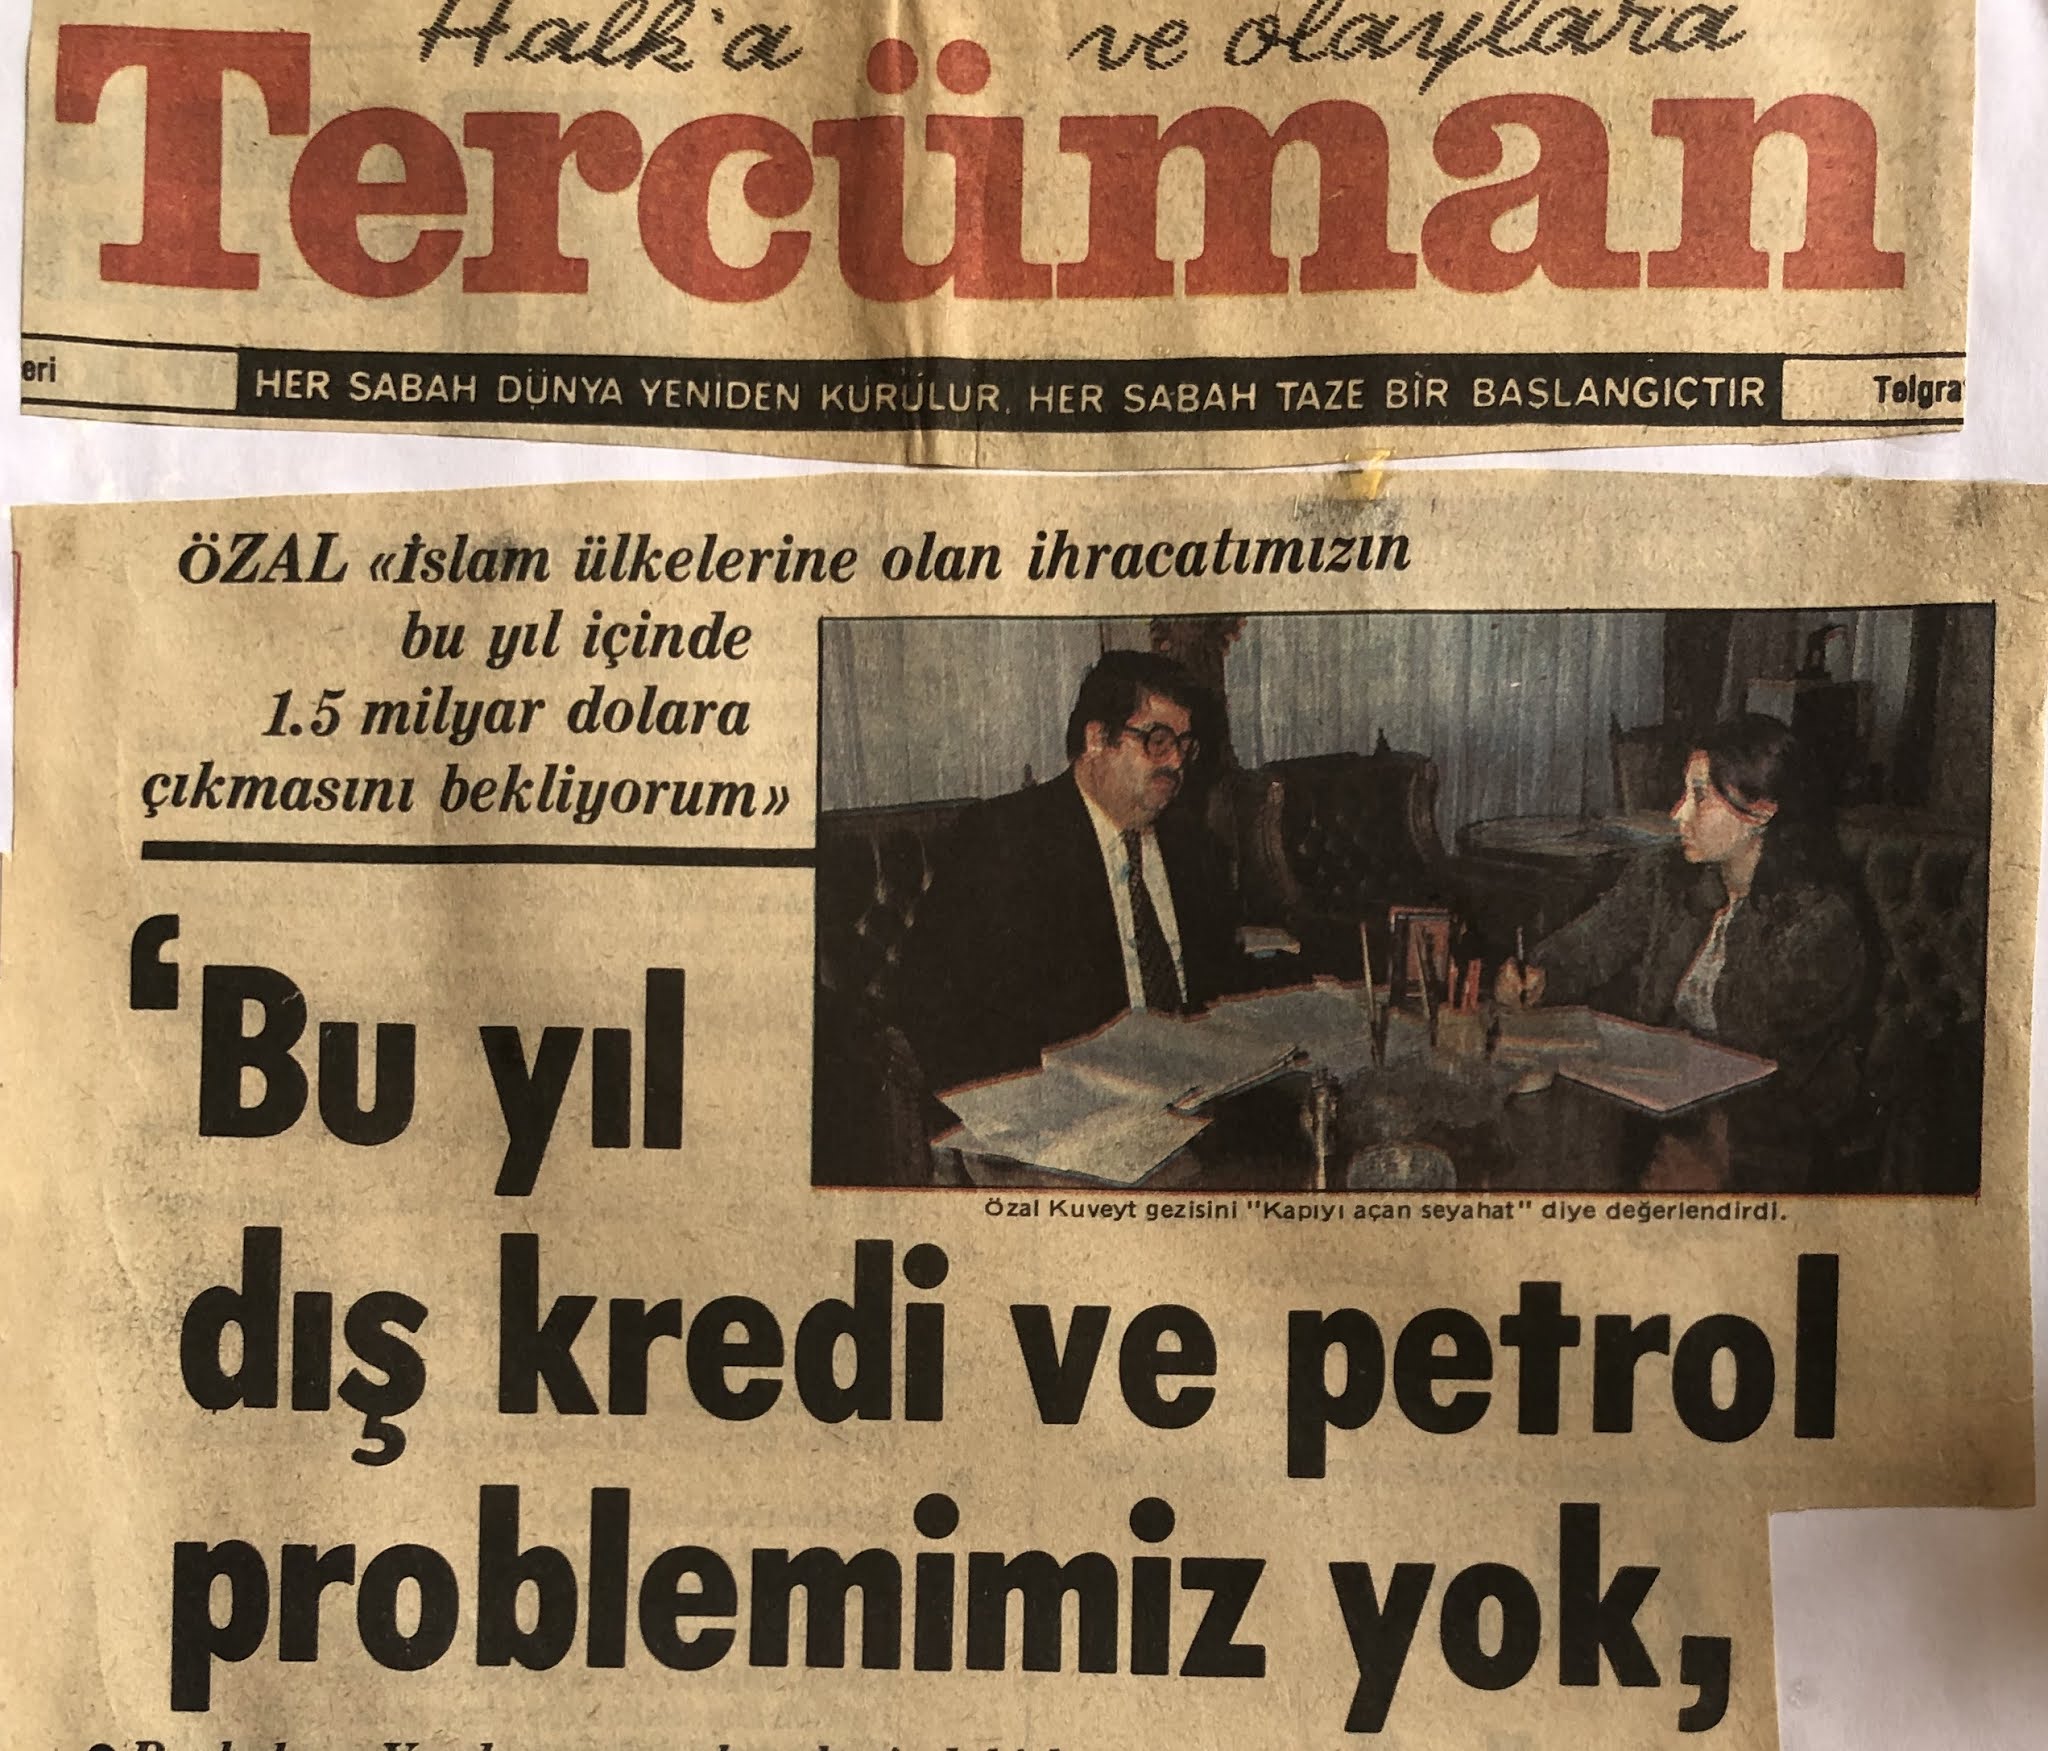 Halk'a ve olaylara
Tercüman
eri
HER SABAH DÜNYA YENİDEN KURULUR, HER SABAH TAZE BİR BAŞLANGIÇTIR
Telgra
ÖZAL «İslam ülkelerine olan ihracatımızın
bu yıl içinde
1.5 milyar dolara
çıkmasını bekliyorum»
Özal Kuveyt gezisini "Kapıyı açan seyahat" diye değerlendirdi.
‘Bu yıl
dış kredi ve petrol
problemimiz yok,